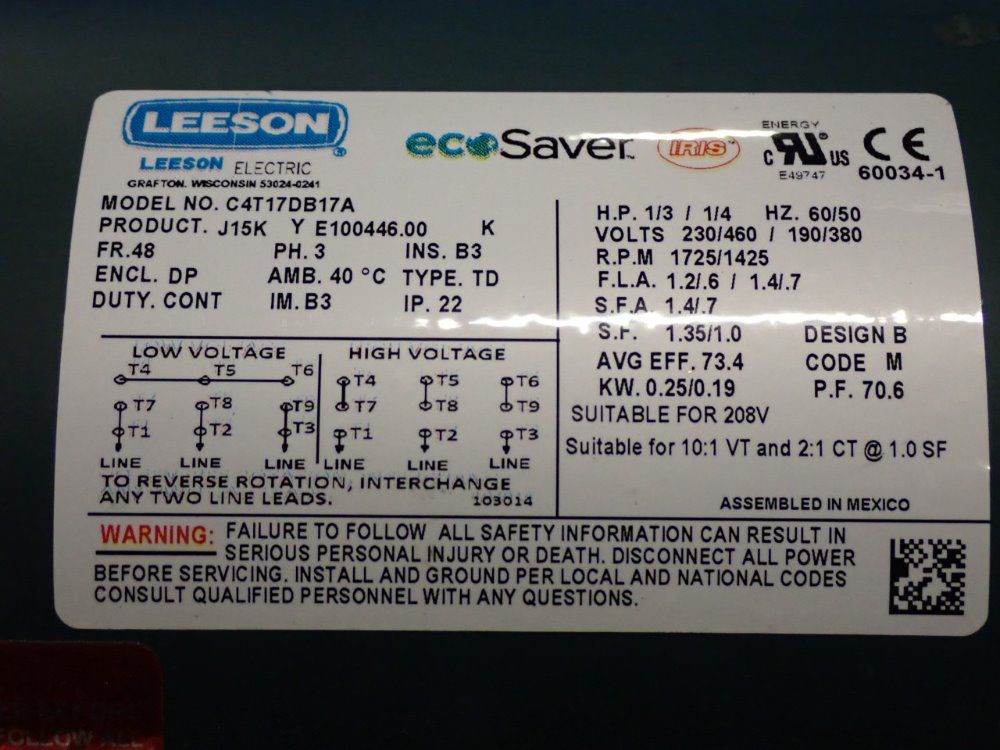 LEESON
®
LEESON ELECTRIC
GRAFTON, WISCONSIN 53024-0241
ecoSaver™
IRIS
ENERGY
c RU US
E49747
CE
60034-1
MODEL NO. C4T17DB17A
PRODUCT. J15K Y E100446.00 K
FR.48 PH. 3 INS. B3
ENCL. DP AMB. 40 °C TYPE. TD
DUTY. CONT IM. B3 IP. 22
H.P. 1/3 / 1/4 HZ. 60/50
VOLTS 230/460 / 190/380
R.P.M 1725/1425
F.L.A. 1.2/.6 / 1.4/.7
S.F.A. 1.4/.7
S.F. 1.35/1.0 DESIGN B
AVG EFF. 73.4 CODE M
KW. 0.25/0.19 P.F. 70.6
SUITABLE FOR 208V
Suitable for 10:1 VT and 2:1 CT @ 1.0 SF
ASSEMBLED IN MEXICO
LOW VOLTAGE
T4 T5 T6
T7 T8 T9
T1 T2 T3
LINE LINE LINE
HIGH VOLTAGE
T4 T5 T6
T7 T8 T9
T1 T2 T3
LINE LINE LINE
TO REVERSE ROTATION, INTERCHANGE
ANY TWO LINE LEADS. 103014
WARNING: FAILURE TO FOLLOW ALL SAFETY INFORMATION CAN RESULT IN
SERIOUS PERSONAL INJURY OR DEATH. DISCONNECT ALL POWER
BEFORE SERVICING. INSTALL AND GROUND PER LOCAL AND NATIONAL CODES
CONSULT QUALIFIED PERSONNEL WITH ANY QUESTIONS.
FOLLOW ALL